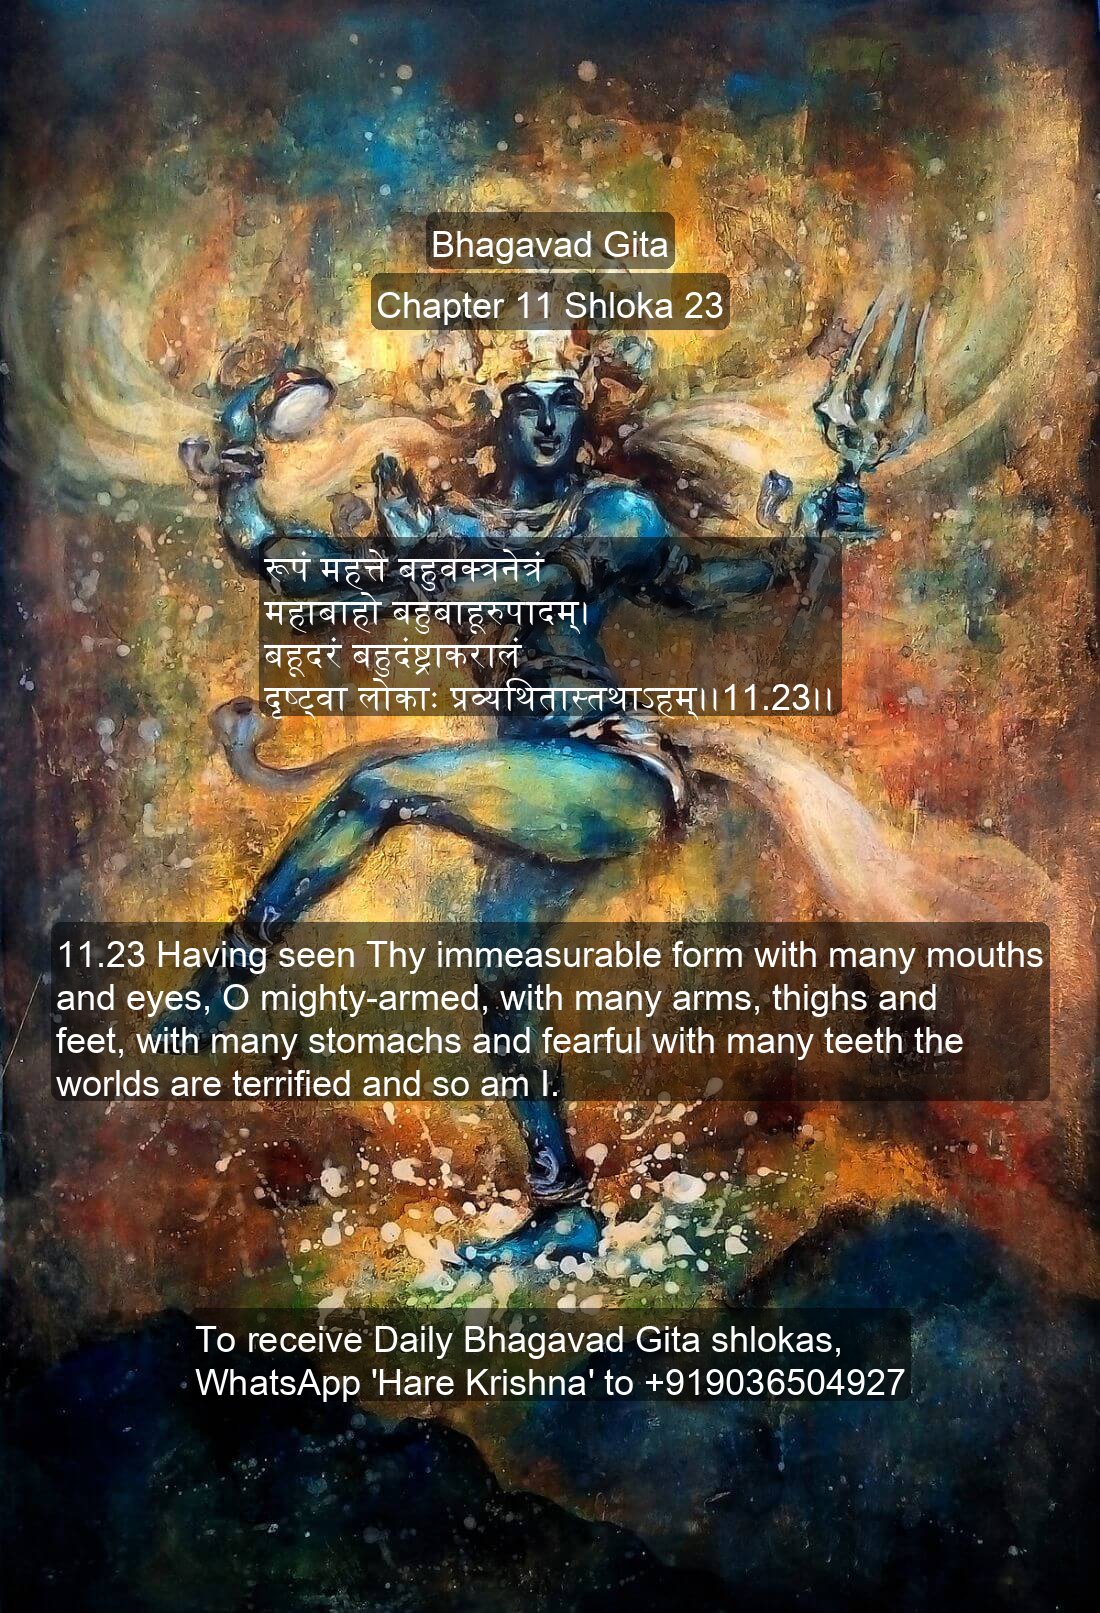 Bhagavad Gita
Chapter 11 Shloka 23
रूपं महत्ते बहुवक्त्रनेत्रं
महाबाहो बहुबाहूरुपादम्।
बहूदरं बहुदंष्ट्राकरालं
दृष्ट्वा लोकाः प्रव्यथितास्तथाऽहम्।।11.23।।
11.23 Having seen Thy immeasurable form with many mouths
and eyes, O mighty-armed, with many arms, thighs and
feet, with many stomachs and fearful with many teeth the
worlds are terrified and so am I.
To receive Daily Bhagavad Gita shlokas,
WhatsApp 'Hare Krishna' to +919036504927